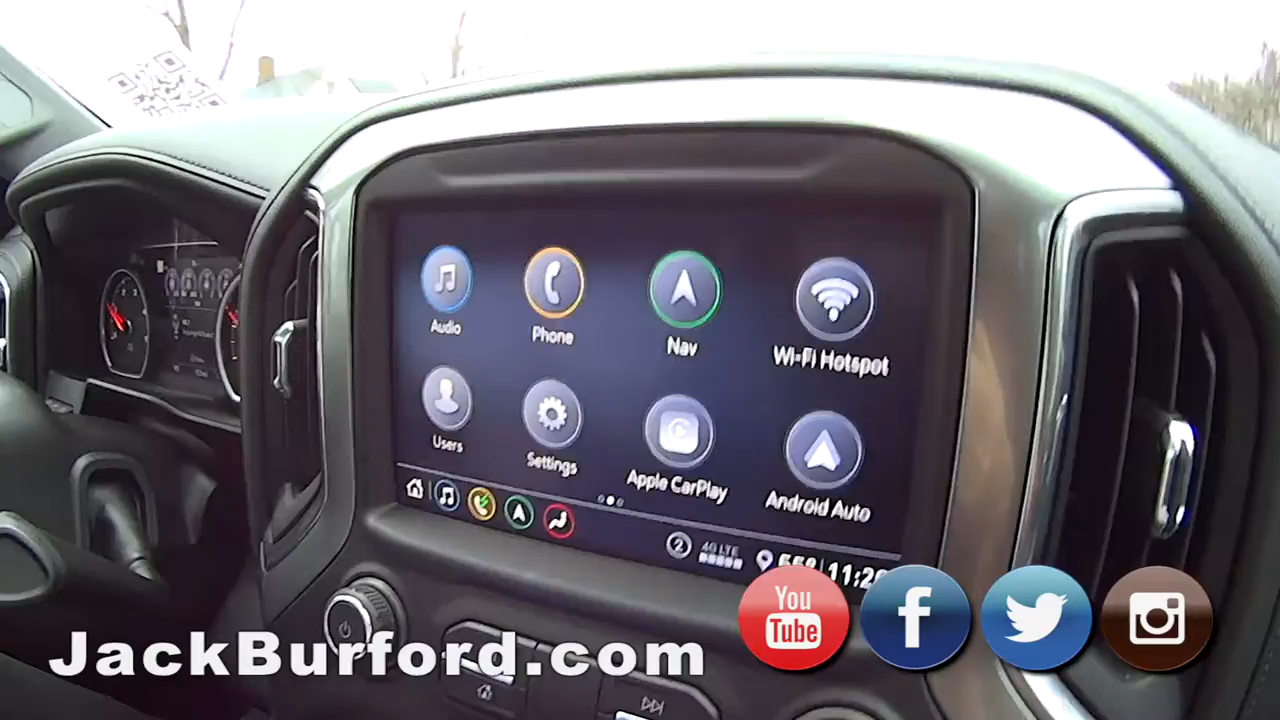 Audio
Phone
Nav
Wi-Fi Hotspot
Users
Settings
Apple CarPlay
Android Auto
2
4G LTE
JackBurford.com
You
Tube
f